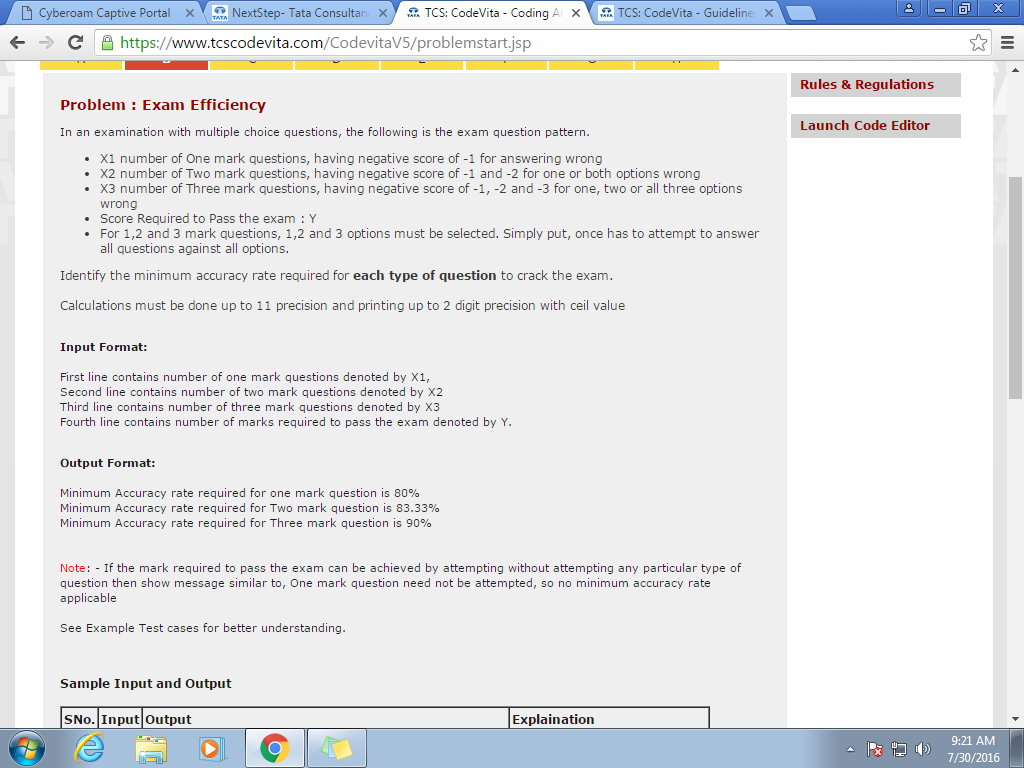 Cyberoam Captive Portal
NextStep- Tata Consultan
TCS: CodeVita - Coding A
TCS: CodeVita - Guideline
https://www.tcscodevita.com/CodevitaV5/problemstart.jsp
Rules & Regulations
Launch Code Editor
Problem : Exam Efficiency
In an examination with multiple choice questions, the following is the exam question pattern.
• X1 number of One mark questions, having negative score of -1 for answering wrong
• X2 number of Two mark questions, having negative score of -1 and -2 for one or both options wrong
• X3 number of Three mark questions, having negative score of -1, -2 and -3 for one, two or all three options
wrong
• Score Required to Pass the exam : Y
• For 1,2 and 3 mark questions, 1,2 and 3 options must be selected. Simply put, once has to attempt to answer
all questions against all options.
Identify the minimum accuracy rate required for each type of question to crack the exam.
Calculations must be done up to 11 precision and printing up to 2 digit precision with ceil value
Input Format:
First line contains number of one mark questions denoted by X1,
Second line contains number of two mark questions denoted by X2
Third line contains number of three mark questions denoted by X3
Fourth line contains number of marks required to pass the exam denoted by Y.
Output Format:
Minimum Accuracy rate required for one mark question is 80%
Minimum Accuracy rate required for Two mark question is 83.33%
Minimum Accuracy rate required for Three mark question is 90%
Note: - If the mark required to pass the exam can be achieved by attempting without attempting any particular type of
question then show message similar to, One mark question need not be attempted, so no minimum accuracy rate
applicable
See Example Test cases for better understanding.
Sample Input and Output
SNo. Input Output Explaination
9:21 AM
7/30/2016